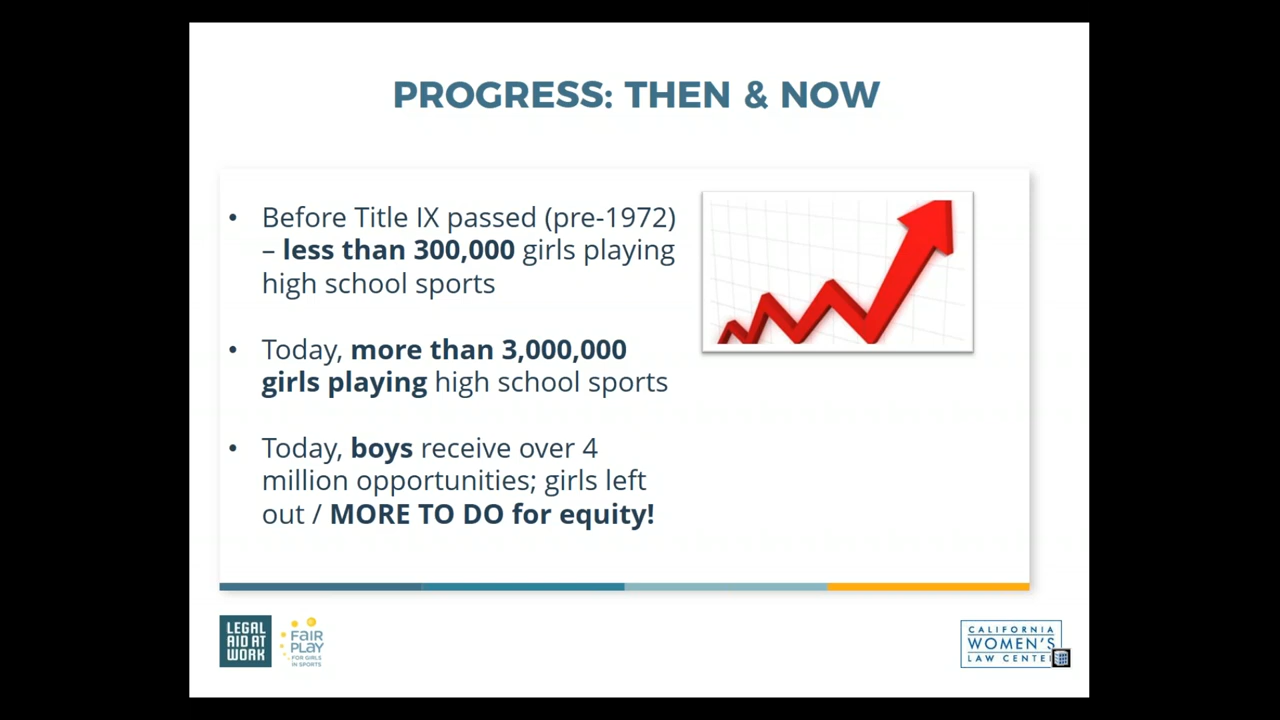 PROGRESS: THEN & NOW
• Before Title IX passed (pre-1972)
– less than 300,000 girls playing
high school sports
• Today, more than 3,000,000
girls playing high school sports
• Today, boys receive over 4
million opportunities; girls left
out / MORE TO DO for equity!
LEGAL
AID AT
WORK
FAIR
PLAY
FOR GIRLS
IN SPORTS
CALIFORNIA
WOMEN'S
LAW CENTE